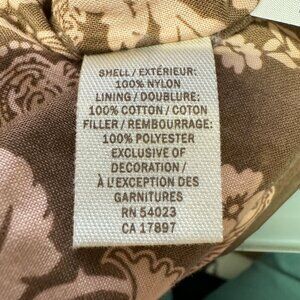 SHELL / EXTÉRIEUR:
100% NYLON
LINING / DOUBLURE:
100% COTTON / COTON
FILLER / REMBOURRAGE:
100% POLYESTER
EXCLUSIVE OF
DECORATION /
À L'EXCEPTION DES
GARNITURES
RN 54023
CA 17897